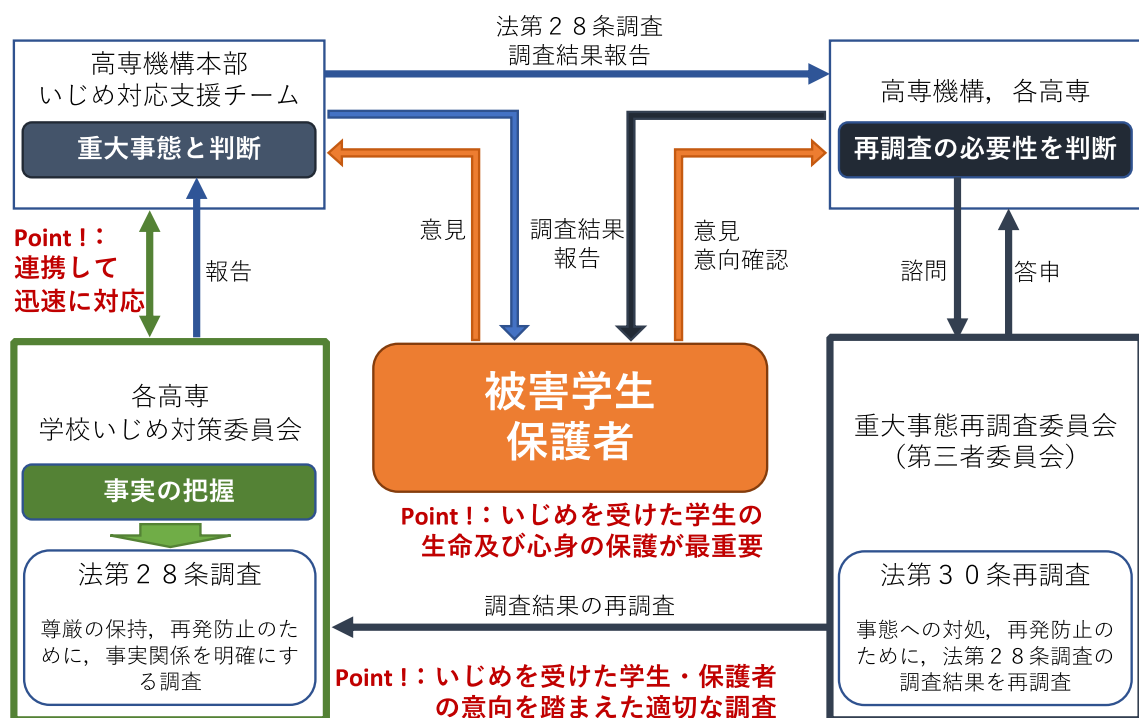 法第２８条調査
調査結果報告
高専機構本部
いじめ対応支援チーム
重大事態と判断
高専機構，各高専
再調査の必要性を判断
Point！：
連携して
迅速に対応
報告
意見
調査結果
報告
意見
意向確認
諮問
答申
各高専
学校いじめ対策委員会
事実の把握
法第２８条調査
尊厳の保持，再発防止のた
めに，事実関係を明確にす
る調査
被害学生
保護者
Point！：いじめを受けた学生の
生命及び心身の保護が最重要
重大事態再調査委員会
（第三者委員会）
法第３０条再調査
事態への対処，再発防止の
ために，法第２８条調査の
調査結果を再調査
調査結果の再調査
Point！：いじめを受けた学生・保護者
の意向を踏まえた適切な調査